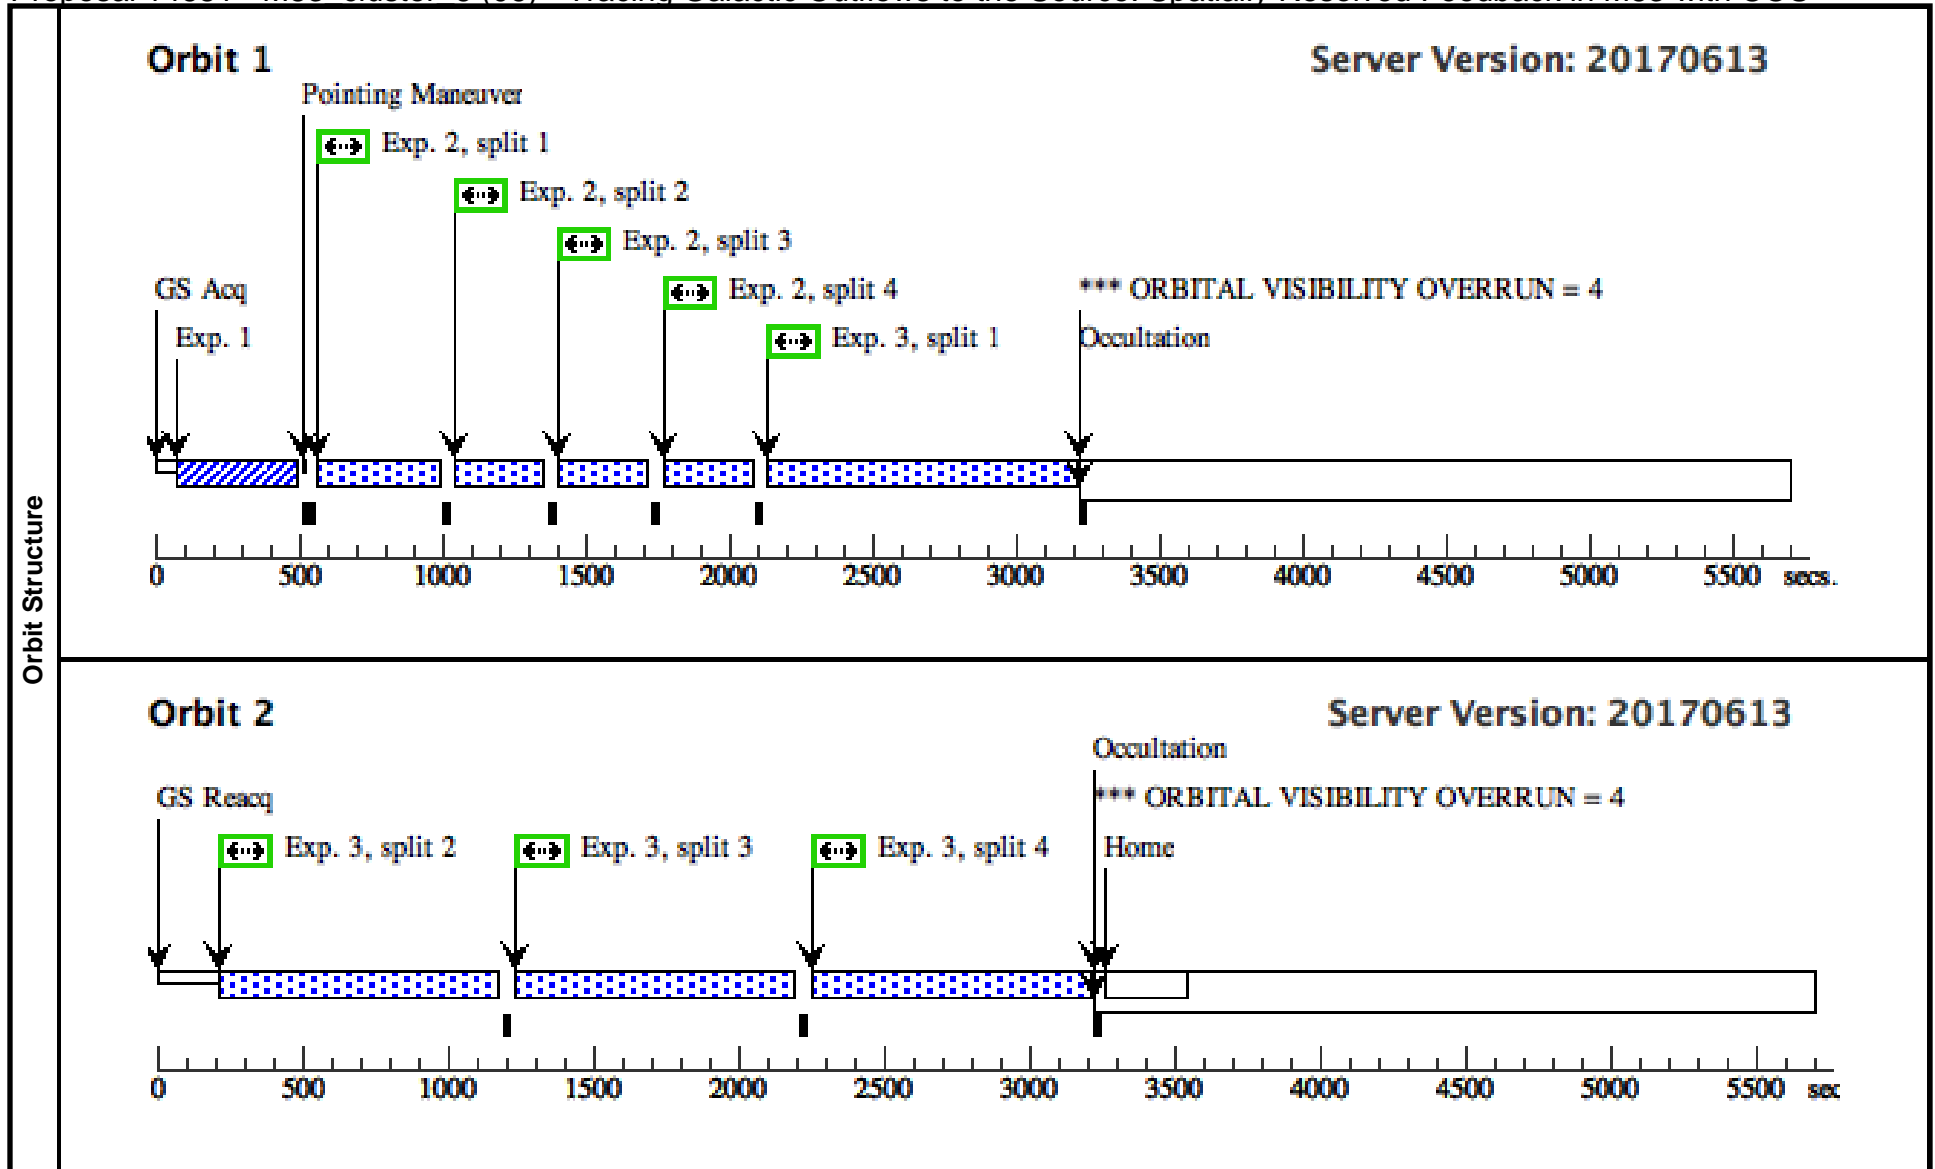 Orbit Structure
Orbit 1
Server Version: 20170613
Pointing Maneuver
Exp. 2, split 1
Exp. 2, split 2
Exp. 2, split 3
GS Acq
Exp. 2, split 4
*** ORBITAL VISIBILITY OVERRUN = 4
Exp. 1
Exp. 3, split 1
Occultation
0 500 1000 1500 2000 2500 3000 3500 4000 4500 5000 5500 secs.
Orbit 2
Server Version: 20170613
Occultation
GS Reacq
*** ORBITAL VISIBILITY OVERRUN = 4
Exp. 3, split 2
Exp. 3, split 3
Exp. 3, split 4
Home
0 500 1000 1500 2000 2500 3000 3500 4000 4500 5000 5500 sec